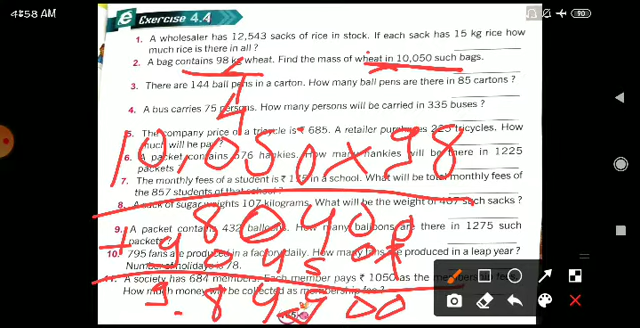 4:58 AM
90
e Exercise 4.4
1. A wholesaler has 12,543 sacks of rice in stock. If each sack has 15 kg rice how
much rice is there in all ?
2. A bag contains 98 kg wheat. Find the mass of wheat in 10,050 such bags.
3. There are 144 ball pens in a carton. How many ball pens are there in 85 cartons ?
4. A bus carries 75 persons. How many persons will be carried in 335 buses ?
5. The company price of a tricycle is ₹ 685. A retailer purchases 223 tricycles. How
much will he pay ?
6. A packet contains 576 hankies. How many hankies will be there in 1225
packets ?
7. The monthly fees of a student is ₹ 175 in a school. What will be total monthly fees of
the 857 students of that school ?
8. A sack of sugar weights 107 kilograms. What will be the weight of 467 such sacks ?
9. A packet contains 432 balloons. How many balloons are there in 1275 such
packets ?
10. 795 fans are produced in a factory daily. How many fans are produced in a leap year ?
Number of holidays is 78.
11. A society has 684 members. Each member pays ₹ 1050 as the membership fee.
How much money will be collected as membership fee ?
10,050 × 98
80400